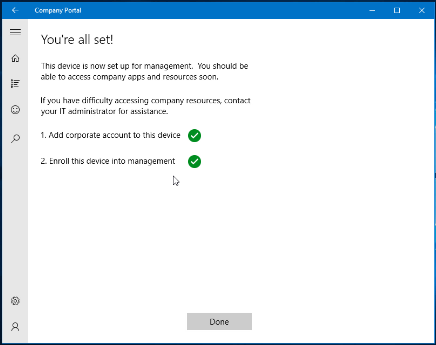 Company Portal
You're all set!
This device is now set up for management.  You should be
able to access company apps and resources soon.
If you have difficulty accessing company resources, contact
your IT administrator for assistance.
1. Add corporate account to this device
2. Enroll this device into management
Done